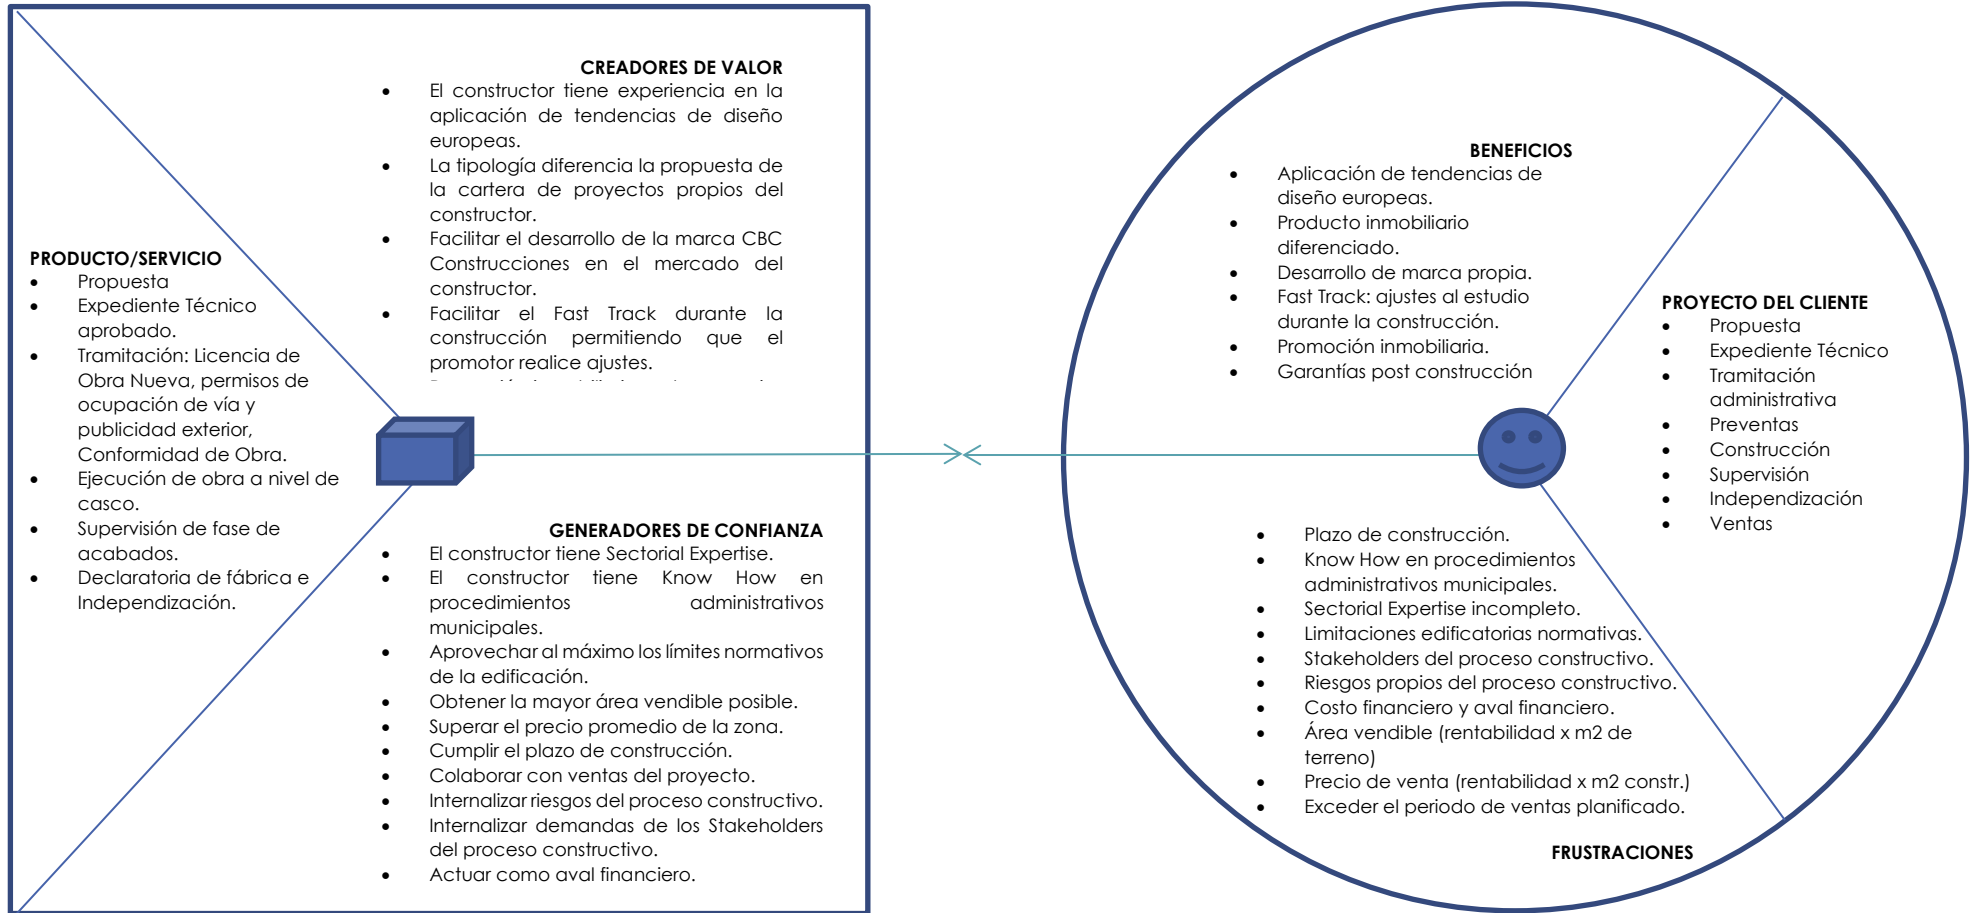 CREADORES DE VALOR
• El constructor tiene experiencia en la
aplicación de tendencias de diseño
europeas.
• La tipología diferencia la propuesta de
la cartera de proyectos propios del
constructor.
• Facilitar el desarrollo de la marca CBC
Construcciones en el mercado del
constructor.
• Facilitar el Fast Track durante la
construcción permitiendo que el
promotor realice ajustes.
PRODUCTO/SERVICIO
• Propuesta
• Expediente Técnico
aprobado.
• Tramitación: Licencia de
Obra Nueva, permisos de
ocupación de vía y
publicidad exterior,
Conformidad de Obra.
• Ejecución de obra a nivel de
casco.
• Supervisión de fase de
acabados.
• Declaratoria de fábrica e
Independización.
GENERADORES DE CONFIANZA
• El constructor tiene Sectorial Expertise.
• El constructor tiene Know How en
procedimientos administrativos
municipales.
• Aprovechar al máximo los límites normativos
de la edificación.
• Obtener la mayor área vendible posible.
• Superar el precio promedio de la zona.
• Cumplir el plazo de construcción.
• Colaborar con ventas del proyecto.
• Internalizar riesgos del proceso constructivo.
• Internalizar demandas de los Stakeholders
del proceso constructivo.
• Actuar como aval financiero.
BENEFICIOS
• Aplicación de tendencias de
diseño europeas.
• Producto inmobiliario
diferenciado.
• Desarrollo de marca propia.
• Fast Track: ajustes al estudio
durante la construcción.
• Promoción inmobiliaria.
• Garantías post construcción
PROYECTO DEL CLIENTE
• Propuesta
• Expediente Técnico
• Tramitación
administrativa
• Preventas
• Construcción
• Supervisión
• Independización
• Ventas
• Plazo de construcción.
• Know How en procedimientos
administrativos municipales.
• Sectorial Expertise incompleto.
• Limitaciones edificatorias normativas.
• Stakeholders del proceso constructivo.
• Riesgos propios del proceso constructivo.
• Costo financiero y aval financiero.
• Área vendible (rentabilidad x m2 de
terreno)
• Precio de venta (rentabilidad x m2 constr.)
• Exceder el periodo de ventas planificado.
FRUSTRACIONES